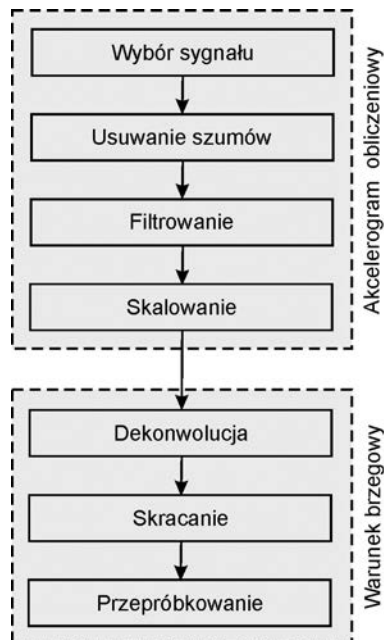 Wybór sygnału
Usuwanie szumów
Filtrowanie
Skalowanie
Akcelerogram obliczeniowy
Dekonwolucja
Skracanie
Przepróbkowanie
Warunek brzegowy